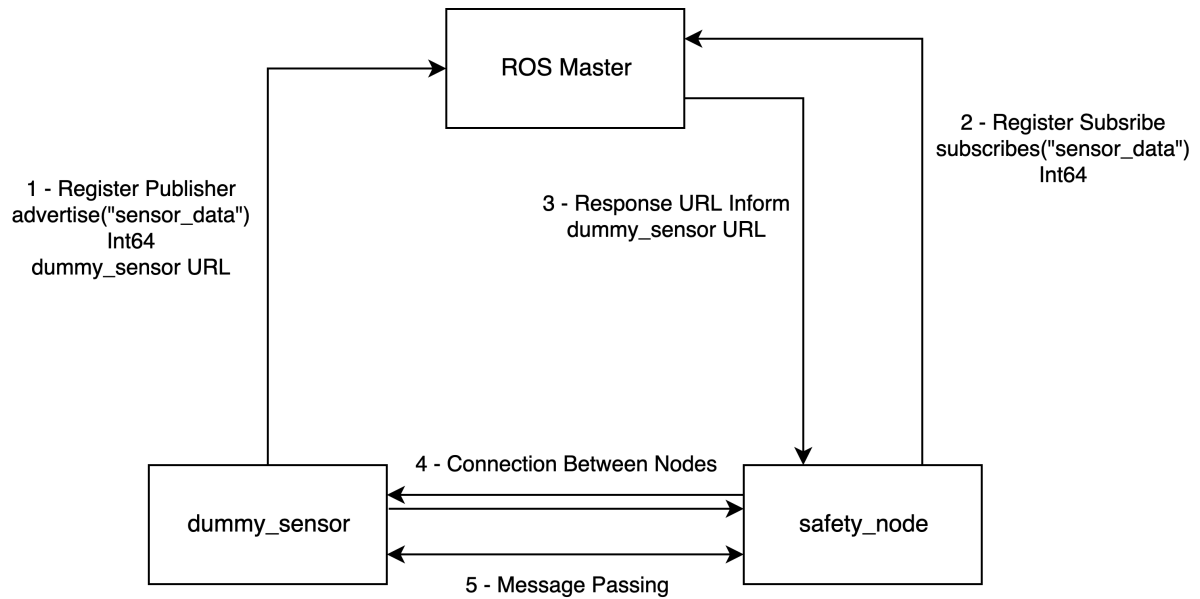 ROS Master
2 - Register Subsribe
subscribes("sensor_data")
Int64
1 - Register Publisher
advertise("sensor_data")
Int64
dummy_sensor URL
3 - Response URL Inform
dummy_sensor URL
4 - Connection Between Nodes
dummy_sensor
safety_node
5 - Message Passing